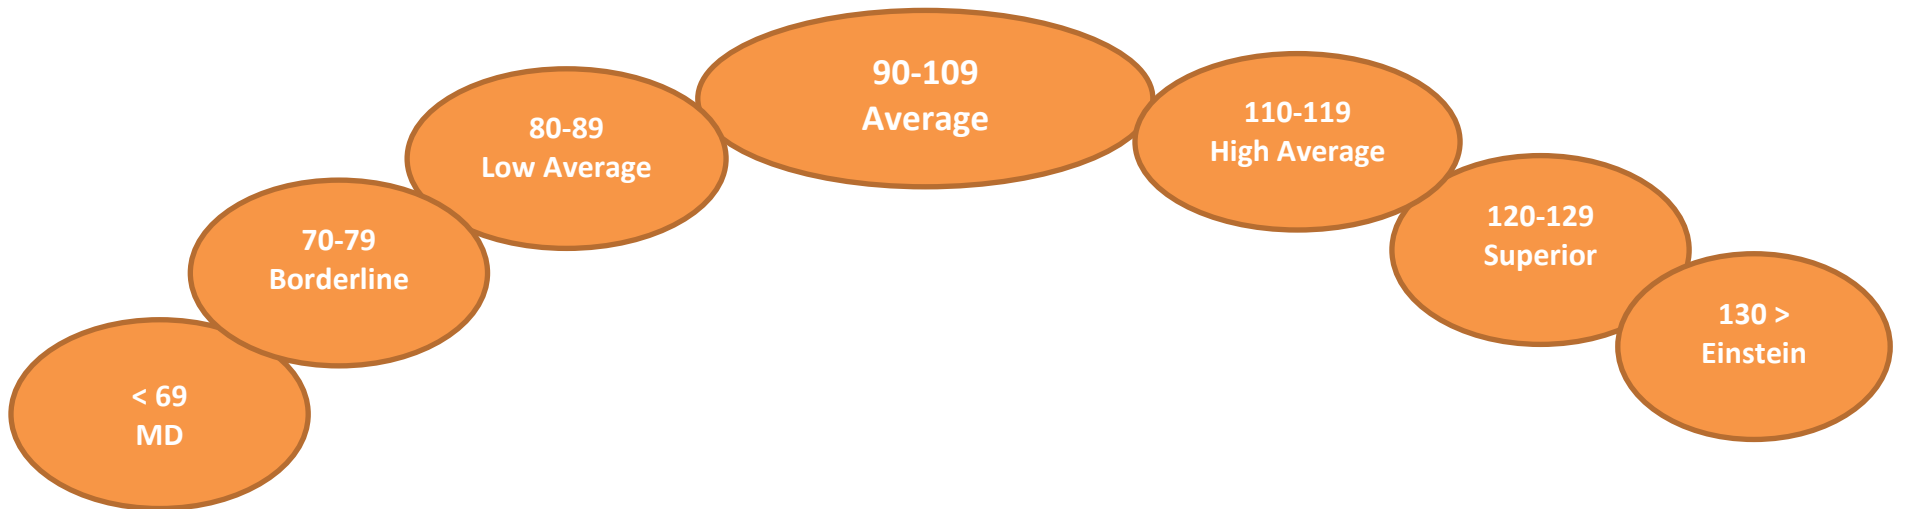 < 69
MD
70-79
Borderline
80-89
Low Average
90-109
Average
110-119
High Average
120-129
Superior
130 >
Einstein